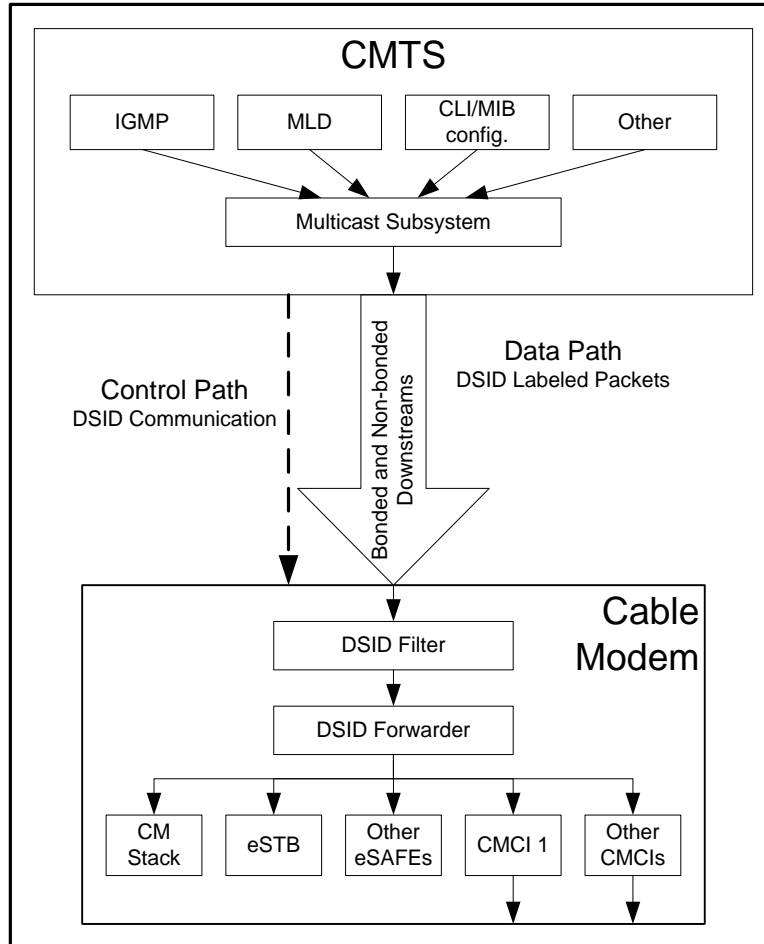 CMTS
IGMP
MLD
CLI/MIB
config.
Other
Multicast Subsystem
Control Path
DSID Communication
Bonded and Non-bonded
Downstreams
Data Path
DSID Labeled Packets
Cable
Modem
DSID Filter
DSID Forwarder
CM
Stack
eSTB
Other
eSAFEs
CMCI 1
Other
CMCIs